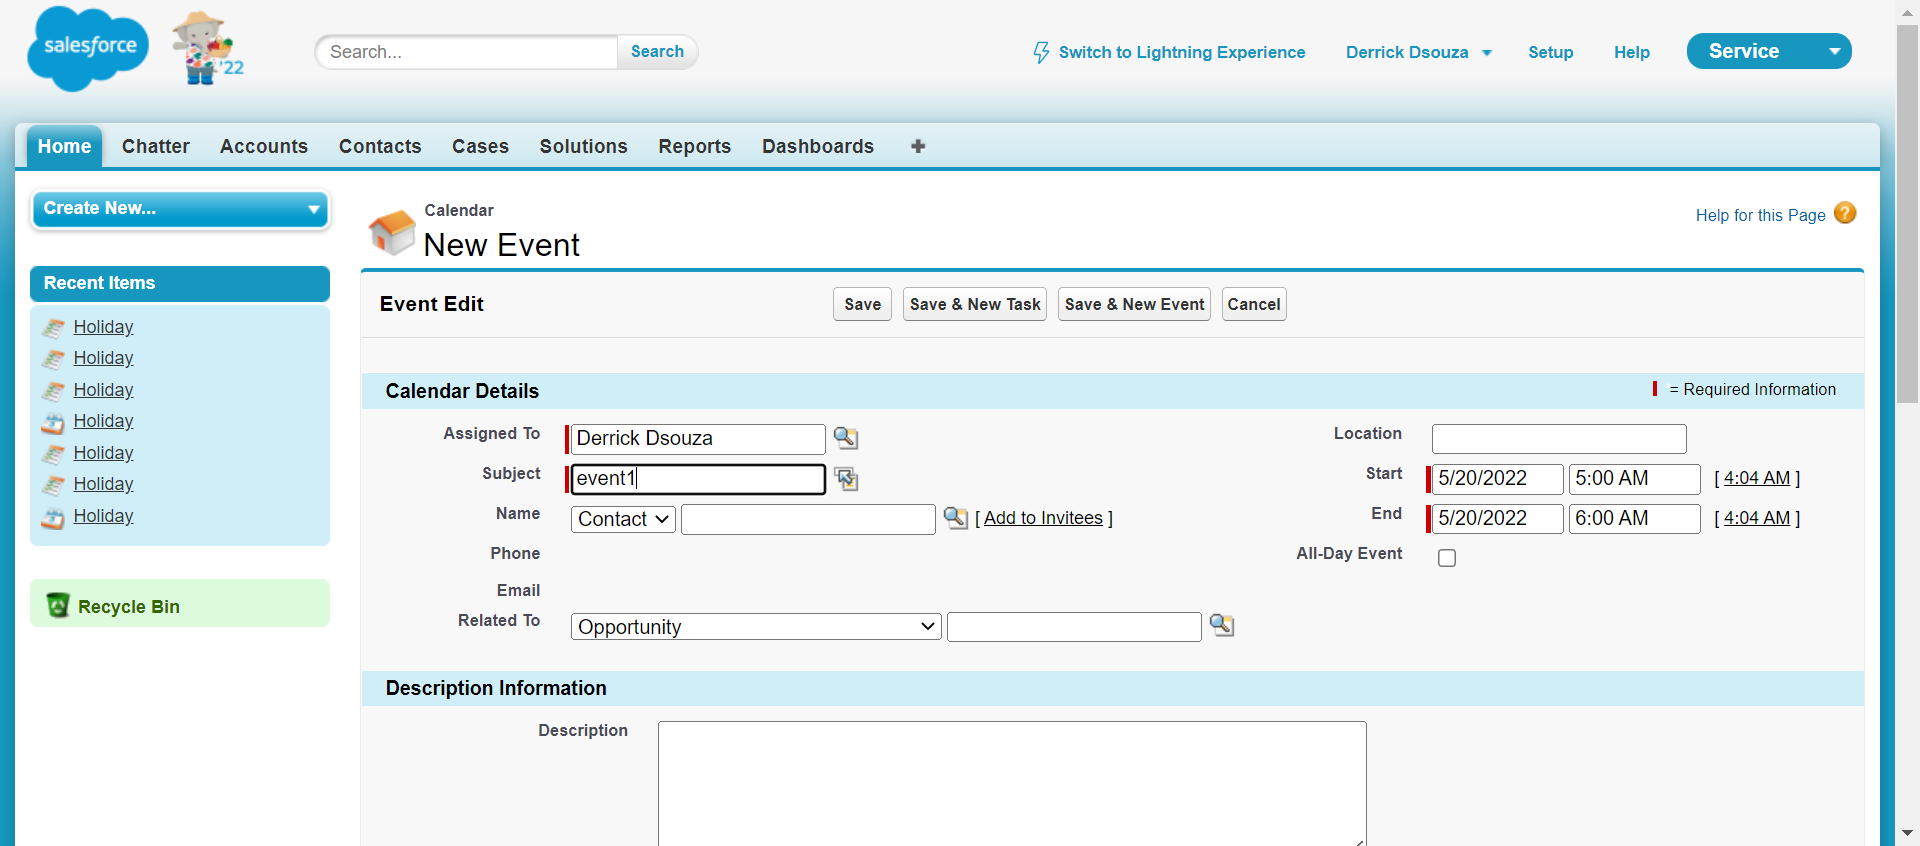 salesforce
'22
Search...
Search
Switch to Lightning Experience
Derrick Dsouza
Setup
Help
Service
Home
Chatter
Accounts
Contacts
Cases
Solutions
Reports
Dashboards
Create New...
Recent Items
Holiday
Holiday
Holiday
Holiday
Holiday
Holiday
Holiday
Recycle Bin
Calendar
New Event
Help for this Page ?
Event Edit
Save
Save & New Task
Save & New Event
Cancel
Calendar Details
= Required Information
Assigned To
Derrick Dsouza
Location
Subject
event1
Start
5/20/2022
5:00 AM
[ 4:04 AM ]
Name
Contact
[ Add to Invitees ]
End
5/20/2022
6:00 AM
[ 4:04 AM ]
Phone
All-Day Event
Email
Related To
Opportunity
Description Information
Description